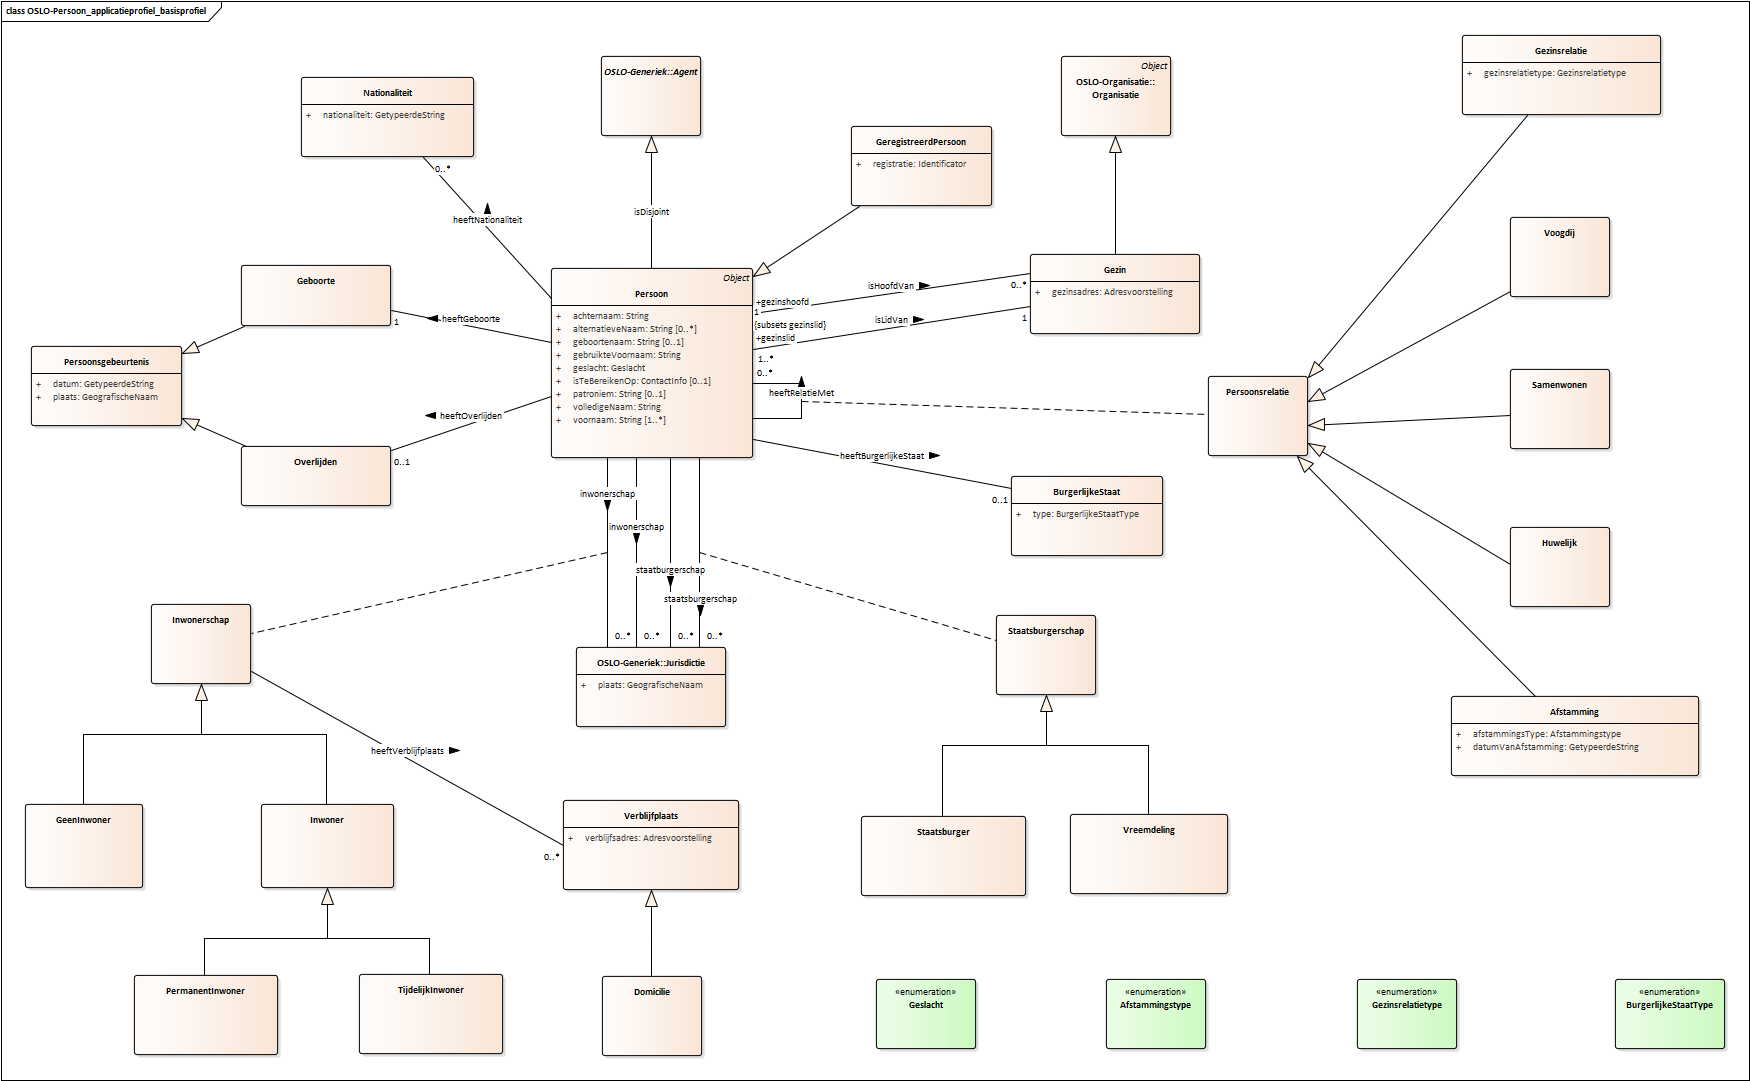 class OSLO-Persoon_applicatieprofiel_basisprofiel
Nationaliteit
+ nationaliteit: GetypeerdeString
OSLO-Generiek::Agent
Object
OSLO-Organisatie::
Organisatie
Gezinsrelatie
+ gezinsrelatietype: Gezinsrelatietype
GeregistreerdPersoon
+ registratie: Identificator
0..*
heeftNationaliteit
isDisjoint
Voogdij
Geboorte
1
heeftGeboorte
Object
Persoon
+ achternaam: String
+ alternatieveNaam: String [0..*]
+ geboortenaam: String [0..1]
+ gebruikteVoornaam: String
+ geslacht: Geslacht
+ isTeBereikenOp: ContactInfo [0..1]
+ patroniem: String [0..1]
+ volledigeNaam: String
+ voornaam: String [1..*]
Gezin
+ gezinsadres: Adresvoorstelling
isHoofdVan
0..*
+gezinshoofd
1
isLidVan
1
{subsets gezinslid}
+gezinslid
1..*
0..*
heeftRelatieMet
Persoonsgebeurtenis
+ datum: GetypeerdeString
+ plaats: GeografischeNaam
heeftOverlijden
0..1
Overlijden
Persoonsrelatie
Samenwonen
heeftBurgerlijkeStaat
0..1
BurgerlijkeStaat
+ type: BurgerlijkeStaatType
Huwelijk
inwonerschap
inwonerschap
staatburgerschap
staatsburgerschap
0..* 0..* 0..* 0..*
Inwonerschap
OSLO-Generiek::Jurisdictie
+ plaats: GeografischeNaam
Staatsburgerschap
Afstamming
+ afstammingsType: Afstammingstype
+ datumVanAfstamming: GetypeerdeString
heeftVerblijfplaats
0..*
GeenInwoner
Inwoner
Verblijfplaats
+ verblijfsadres: Adresvoorstelling
Staatsburger
Vreemdeling
PermanentInwoner
TijdelijkInwoner
Domicilie
«enumeration»
Geslacht
«enumeration»
Afstammingstype
«enumeration»
Gezinsrelatietype
«enumeration»
BurgerlijkeStaatType